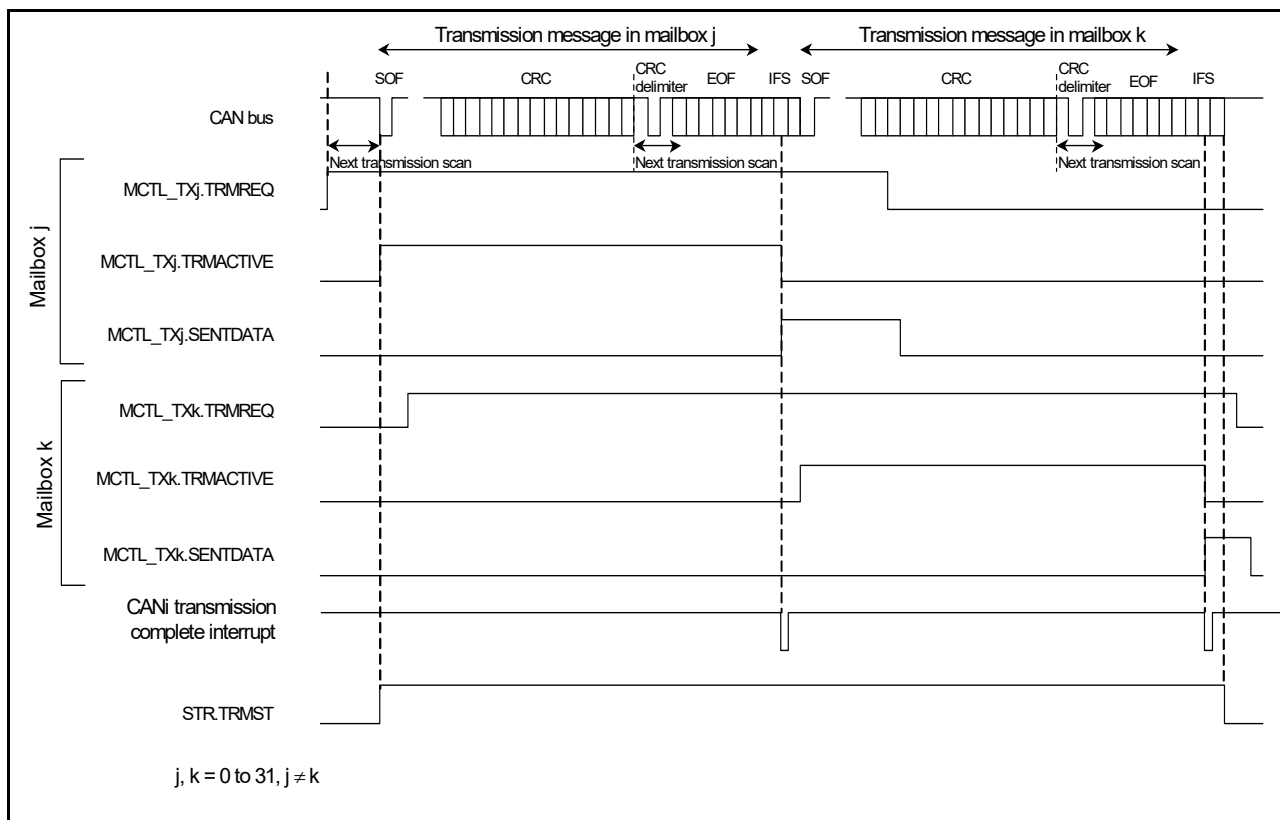 Transmission message in mailbox j
Transmission message in mailbox k
SOF
CRC
CRC
delimiter
EOF
IFS
SOF
CRC
CRC
delimiter
EOF
IFS
CAN bus
Next transmission scan
Next transmission scan
Next transmission scan
Mailbox j
MCTL_TXj.TRMREQ
MCTL_TXj.TRMACTIVE
MCTL_TXj.SENTDATA
Mailbox k
MCTL_TXk.TRMREQ
MCTL_TXk.TRMACTIVE
MCTL_TXk.SENTDATA
CANi transmission
complete interrupt
STR.TRMST
j, k = 0 to 31, j ≠ k